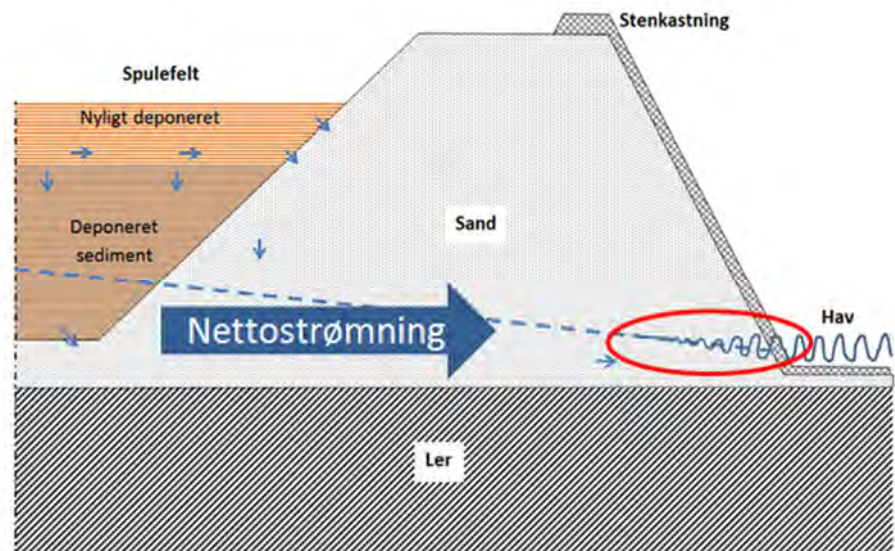 Stenkastning
Spulefelt
Nyligt deponeret
Deponeret
sediment
Sand
Nettostrømning
Hav
Ler